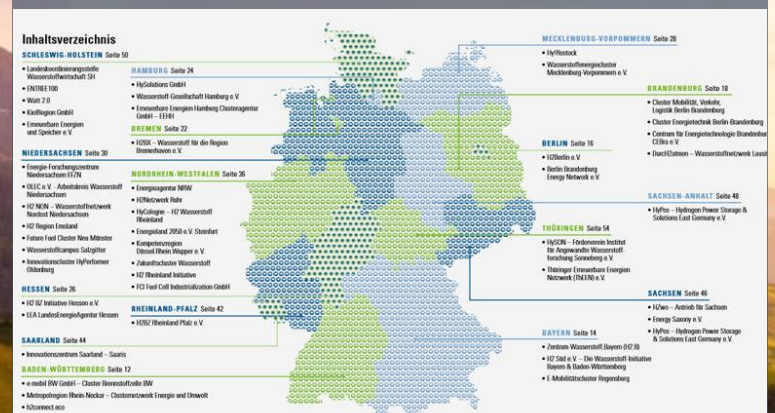 Inhaltsverzeichnis
SCHLESWIG-HOLSTEIN Seite 50
• Landeskoordinierungsstelle
Wasserstoffwirtschaft SH
• ENTREE100
• Watt 2.0
• KielRegion GmbH
• Erneuerbare Energien
und Speicher e.V.
HAMBURG Seite 24
• HySolutions GmbH
• Wasserstoff-Gesellschaft Hamburg e.V.
• Erneuerbare Energien Hamburg Clusteragentur
GmbH – EEHH
BREMEN Seite 22
• H2BX – Wasserstoff für die Region
Bremerhaven e.V.
NIEDERSACHSEN Seite 30
• Energie-Forschungszentrum
Niedersachsen EFZN
• OLEC e.V. - Arbeitskreis Wasserstoff
Niedersachsen
• H2 NON – Wasserstoffnetzwerk
Nordost Niedersachsen
• H2 Region Emsland
• Future Fuel Cluster Neu Münster
• Wasserstoffcampus Salzgitter
• Innovationscluster HyPerformer
Oldenburg
NORDRHEIN-WESTFALEN Seite 36
• Energieagentur NRW
• H2Netzwerk Ruhr
• HyCologne – H2 Wasserstoff
Rheinland
• Energieland 2050 e.V. Steinfurt
• Kompetenzregion
Düssel.Rhein.Wupper e.V.
• Zukunftscluster Wasserstoff
• H2 Rheinland Initiative
• FCI Fuel Cell Industrialization GmbH
HESSEN Seite 26
• H2 BZ Initiative Hessen e.V.
• LEA LandesEnergieAgentur Hessen
RHEINLAND-PFALZ Seite 42
• H2BZ Rheinland Pfalz e.V.
SAARLAND Seite 44
• Innovationszentrum Saarland – Saaris
BADEN-WÜRTTEMBERG Seite 12
• e-mobil BW GmbH – Cluster Brennstoffzelle BW
• Metropolregion Rhein-Neckar – Clusternetzwerk Energie und Umwelt
• h2connect.eco
MECKLENBURG-VORPOMMERN Seite 28
• HyRostock
• Wasserstoffenergiecluster
Mecklenburg-Vorpommern e.V.
BRANDENBURG Seite 18
• Cluster Mobilität, Verkehr,
Logistik Berlin Brandenburg
• Cluster Energietechnik Berlin Brandenburg
• Centrum für Energietechnologie Brandenbur
CEBra e.V.
• DurcH2atmen – Wasserstoffnetzwerk Lausi
BERLIN Seite 16
• H2Berlin e.V.
• Berlin Brandenburg
Energy Network e.V.
SACHSEN-ANHALT Seite 48
• HyPos – Hydrogen Power Storage &
Solutions East Germany e.V.
THÜRINGEN Seite 54
• HySON – Förderverein Institut
für Angewandte Wasserstoff-
forschung Sonneberg e.V.
• Thüringer Erneuerbare Energien
Netzwerk (ThEEN) e.V.
SACHSEN Seite 46
• HZwo – Antrieb für Sachsen
• Energy Saxony e.V.
• HyPos – Hydrogen Power Storage
& Solutions East Germany e.V.
BAYERN Seite 14
• Zentrum Wasserstoff.Bayern (H2.B)
• H2 Süd e.V. – Die Wasserstoff-Initiative
Bayern & Baden-Württemberg
• E-Mobilitätscluster Regensburg